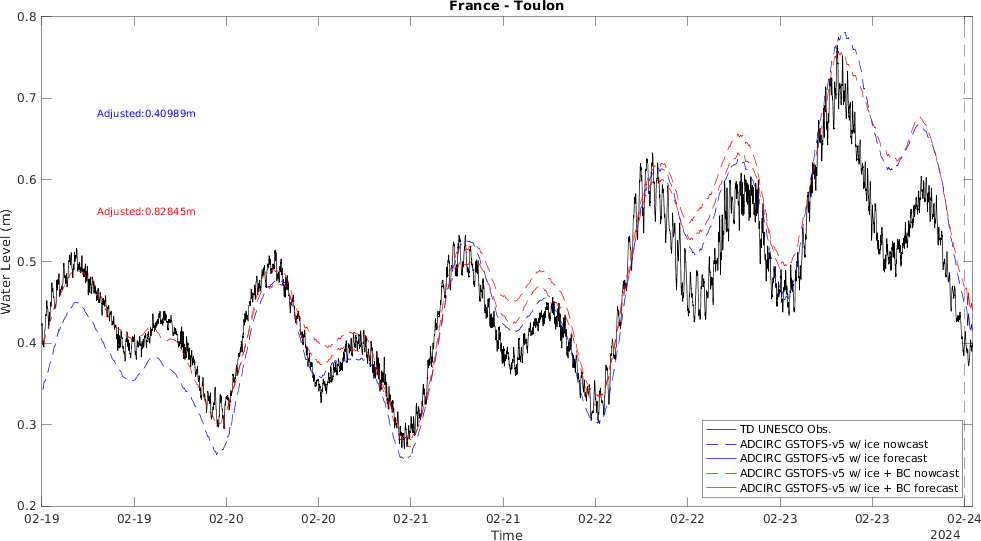 France - Toulon
0.8
0.7
0.6
0.5
0.4
0.3
0.2
Water Level (m)
Adjusted:0.40989m
Adjusted:0.82845m
TD UNESCO Obs.
ADCIRC GSTOFS-v5 w/ ice nowcast
ADCIRC GSTOFS-v5 w/ ice forecast
ADCIRC GSTOFS-v5 w/ ice + BC nowcast
ADCIRC GSTOFS-v5 w/ ice + BC forecast
02-19 02-19 02-20 02-20 02-21 02-21 02-22 02-22 02-23 02-23 02-24
Time
2024